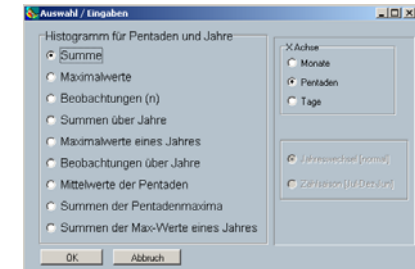 Auswahl / Eingaben
Histogramm für Pentaden und Jahre
Summe
Maximalwerte
Beobachtungen (n)
Summen über Jahre
Maximalwerte eines Jahres
Beobachtungen über Jahre
Mittelwerte der Pentaden
Summen der Pentadenmaxima
Summen der Max-Werte eines Jahres
X Achse
Monate
Pentaden
Tage
Jahreswechsel [normal]
OK
Abbruch